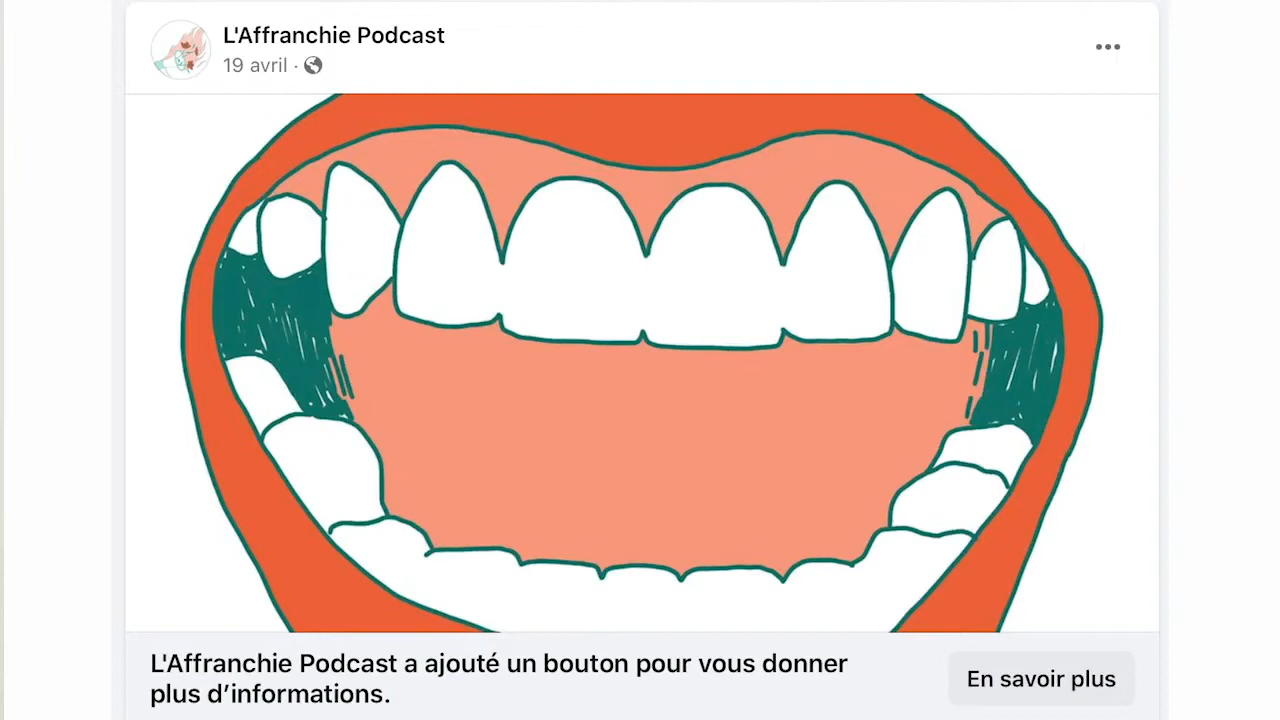 L'Affranchie Podcast
19 avril ·
L'Affranchie Podcast a ajouté un bouton pour vous donner
plus d’informations.
En savoir plus